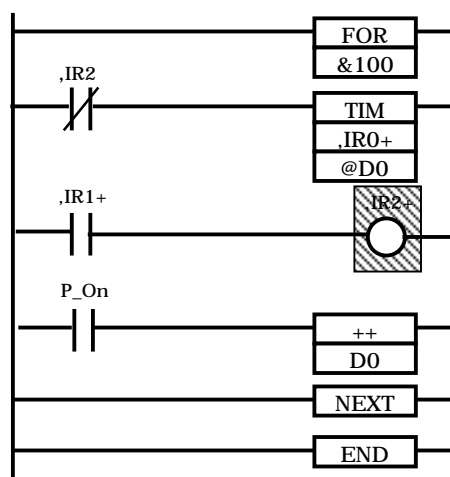 FOR
&100
,IR2
TIM
,IR0+
@D0
,IR1+
,IR2+
P_On
++
D0
NEXT
END